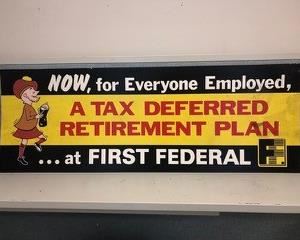 NOW, for Everyone Employed,
A TAX DEFERRED
RETIREMENT PLAN
...at FIRST FEDERAL